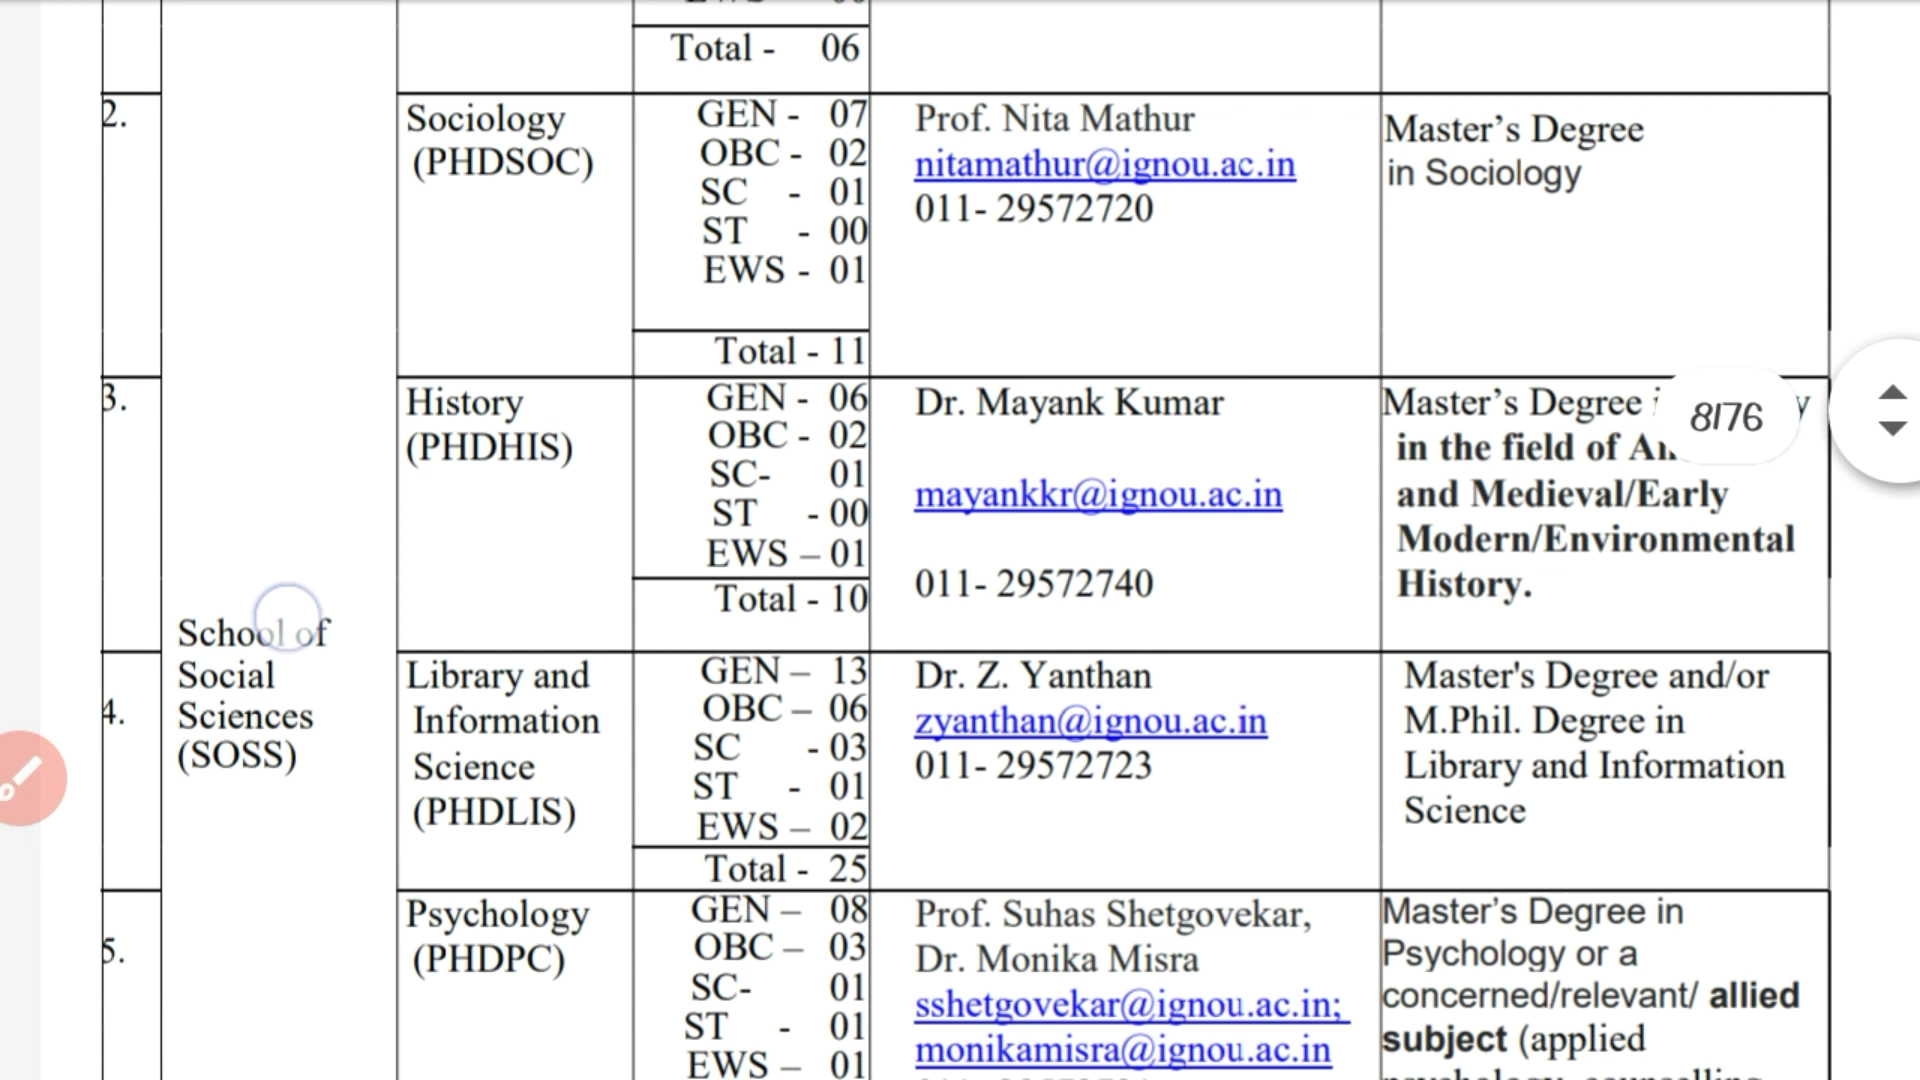 Total - 06
2.
Sociology
(PHDSOC)
GEN - 07
OBC - 02
SC - 01
ST - 00
EWS - 01
Total - 11
Prof. Nita Mathur
nitamathur@ignou.ac.in
011- 29572720
Master’s Degree
in Sociology
3.
History
(PHDHIS)
GEN - 06
OBC - 02
SC- 01
ST - 00
EWS – 01
Total - 10
Dr. Mayank Kumar
mayankkr@ignou.ac.in
011- 29572740
Master’s Degree
in the field of
and Medieval/Early
Modern/Environmental
History.
8/76
School of
Social
Sciences
(SOSS)
4.
Library and
Information
Science
(PHDLIS)
GEN – 13
OBC – 06
SC - 03
ST - 01
EWS – 02
Total - 25
Dr. Z. Yanthan
zyanthan@ignou.ac.in
011- 29572723
Master's Degree and/or
M.Phil. Degree in
Library and Information
Science
5.
Psychology
(PHDPC)
GEN – 08
OBC – 03
SC- 01
ST - 01
EWS – 01
Prof. Suhas Shetgovekar,
Dr. Monika Misra
sshetgovekar@ignou.ac.in;
monikamisra@ignou.ac.in
Master’s Degree in
Psychology or a
concerned/relevant/ allied
subject (applied